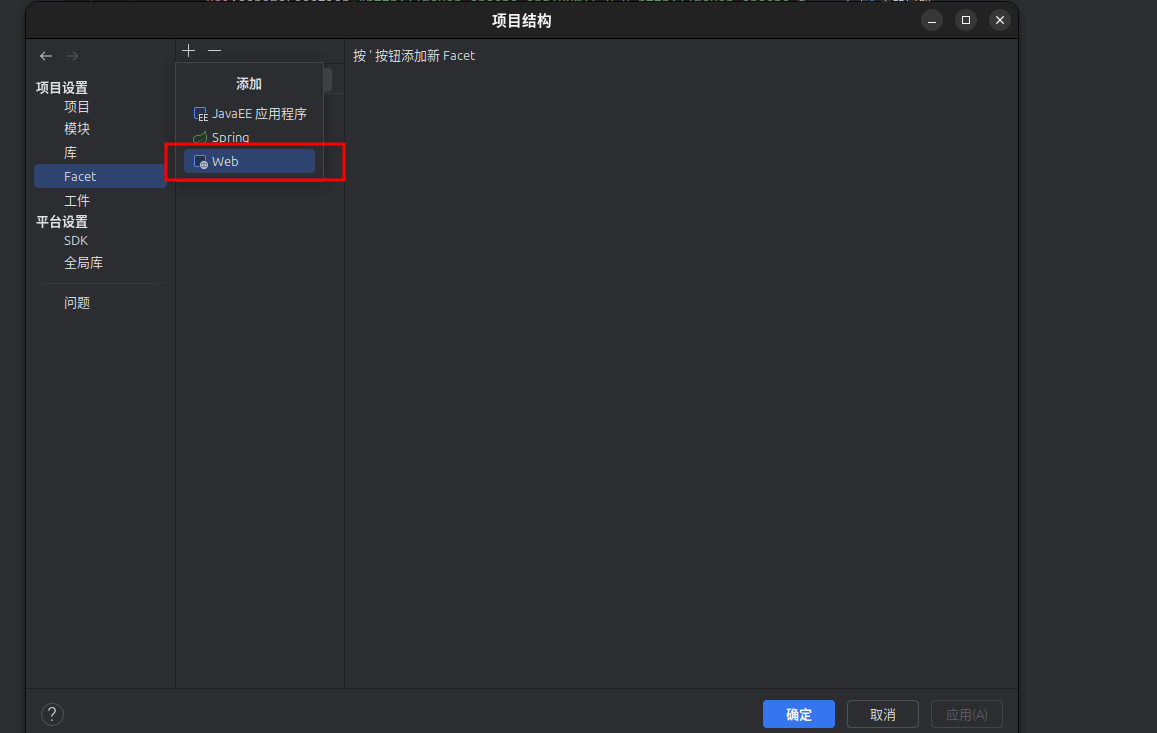 项目结构
项目设置
项目
模块
库
Facet
工件
平台设置
SDK
全局库
问题
添加
JavaEE 应用程序
Spring
Web
按 ' 按钮添加新 Facet
?
确定
取消
应用(A)